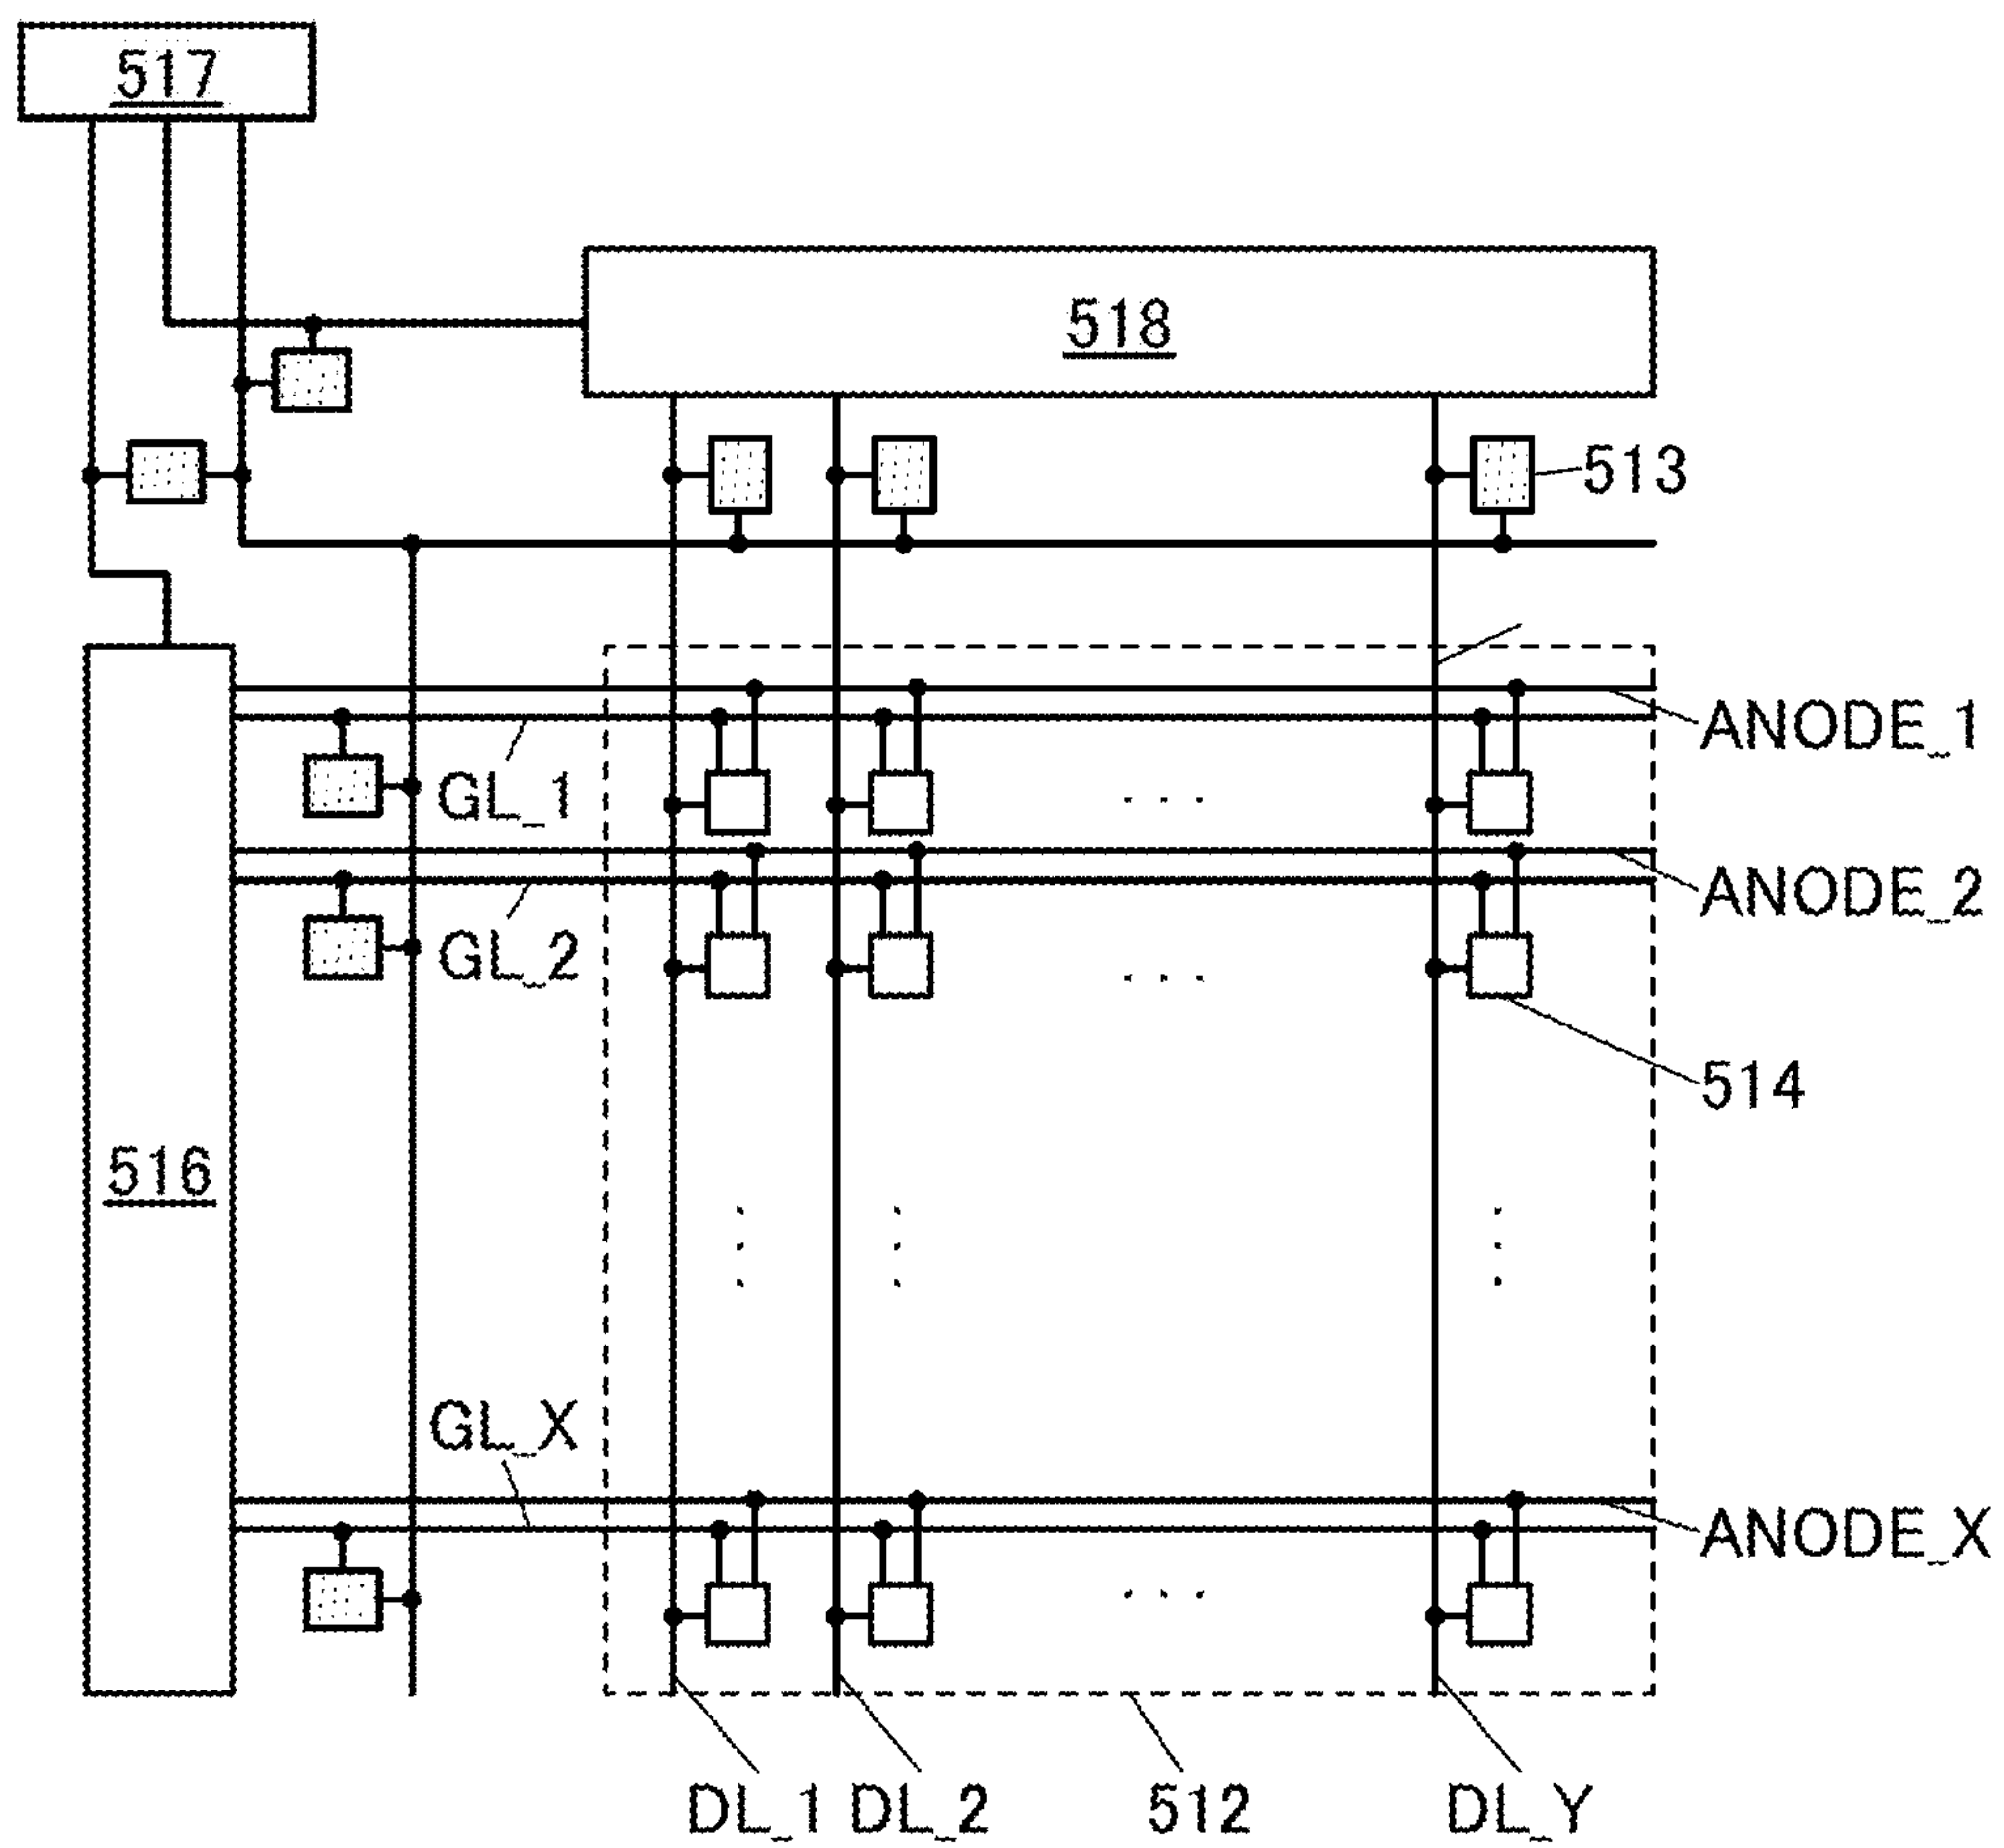 517
518
513
ANODE_1
GL_1
ANODE_2
GL_2
514
516
GL_X
ANODE_X
DL_1 DL_2 512 DL_Y